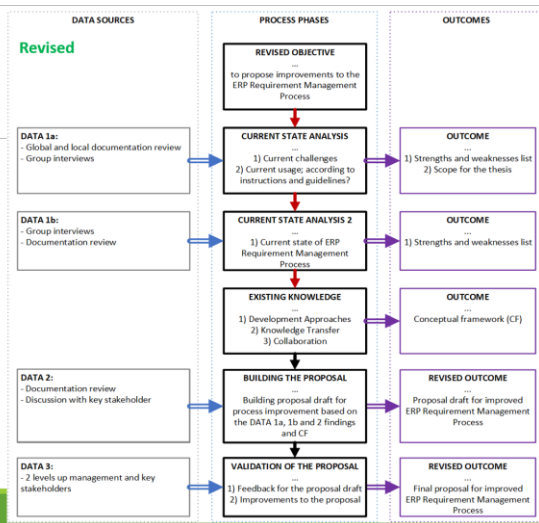 DATA SOURCES
PROCESS PHASES
OUTCOMES
Revised
REVISED OBJECTIVE
...
to propose improvements to the
ERP Requirement Management
Process
DATA 1a:
- Global and local documentation review
- Group interviews
CURRENT STATE ANALYSIS
...
1) Current challenges
2) Current usage; according to
instructions and guidelines?
OUTCOME
...
1) Strengths and weaknesses list
2) Scope for the thesis
DATA 1b:
- Group interviews
- Documentation review
CURRENT STATE ANALYSIS 2
...
1) Current state of ERP
Requirement Management
Process
OUTCOME
...
1) Strengths and weaknesses list
EXISTING KNOWLEDGE
...
1) Development Approaches
2) Knowledge Transfer
3) Collaboration
OUTCOME
...
Conceptual framework (CF)
DATA 2:
- Documentation review
- Discussion with key stakeholder
BUILDING THE PROPOSAL
...
Building proposal draft for
process improvement based on
the DATA 1a, 1b and 2 findings
and CF
REVISED OUTCOME
...
Proposal draft for improved
ERP Requirement Management
Process
DATA 3:
- 2 levels up management and key
stakeholders
VALIDATION OF THE PROPOSAL
...
1) Feedback for the proposal draft
2) Improvements to the proposal
REVISED OUTCOME
...
Final proposal for improved
ERP Requirement Management
Process